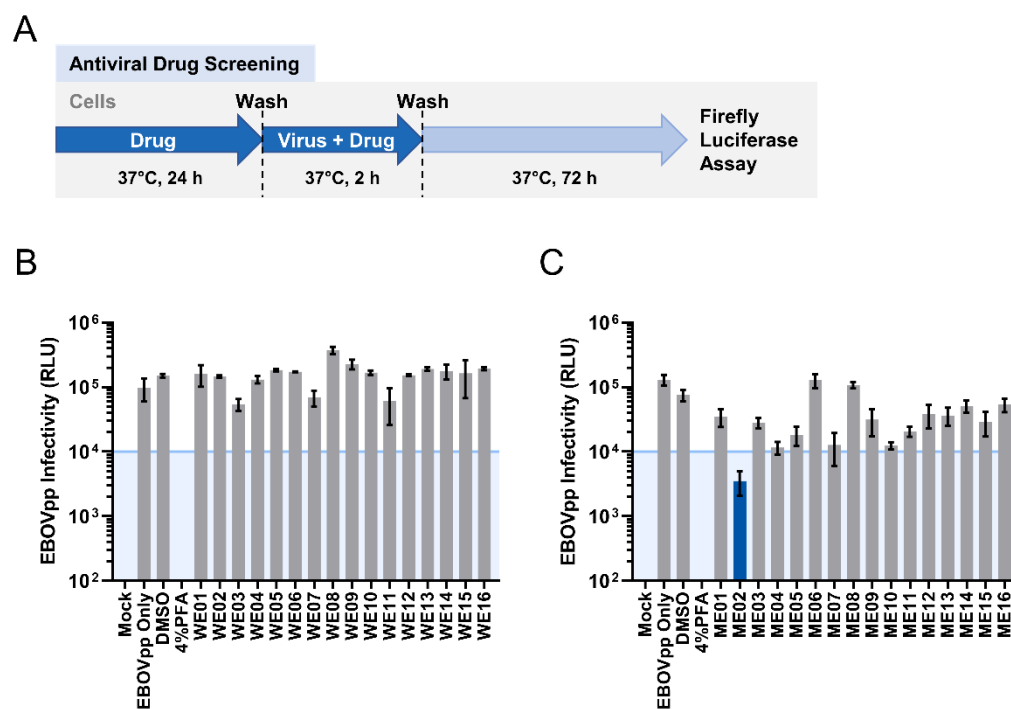 A
Antiviral Drug Screening
Cells
Wash
Wash
Drug
Virus + Drug
Firefly
Luciferase
Assay
37°C, 24 h
37°C, 2 h
37°C, 72 h
B
EBOVpp Infectivity (RLU)
10⁶
10⁵
10⁴
10³
10²
Mock
EBOVpp Only
DMSO
4%PFA
WE01
WE02
WE03
WE04
WE05
WE06
WE07
WE08
WE09
WE10
WE11
WE12
WE13
WE14
WE15
WE16
C
EBOVpp Infectivity (RLU)
10⁶
10⁵
10⁴
10³
10²
Mock
EBOVpp Only
DMSO
4%PFA
ME01
ME02
ME03
ME04
ME05
ME06
ME07
ME08
ME09
ME10
ME11
ME12
ME13
ME14
ME15
ME16